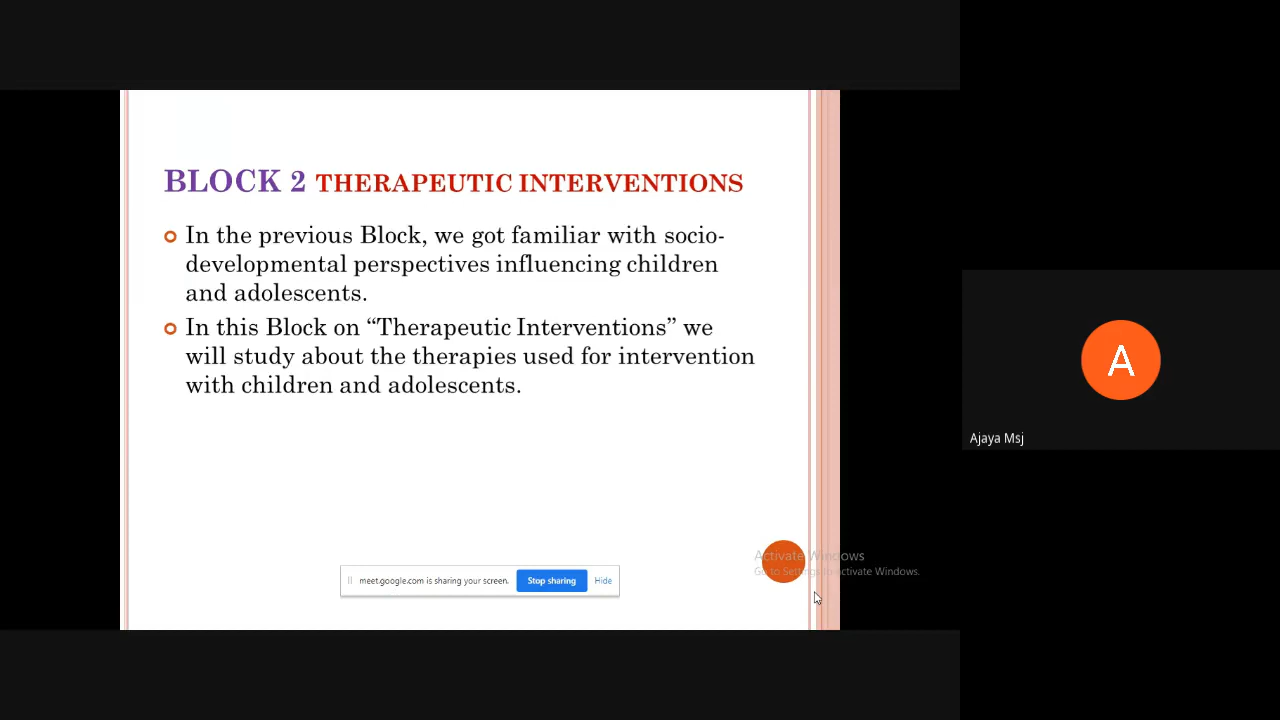 BLOCK 2 THERAPEUTIC INTERVENTIONS
In the previous Block, we got familiar with socio-
developmental perspectives influencing children
and adolescents.
In this Block on “Therapeutic Interventions” we
will study about the therapies used for intervention
with children and adolescents.
A
Ajaya Msj
Activate Windows
Go to Settings to activate Windows.
meet.google.com is sharing your screen.
Stop sharing
Hide